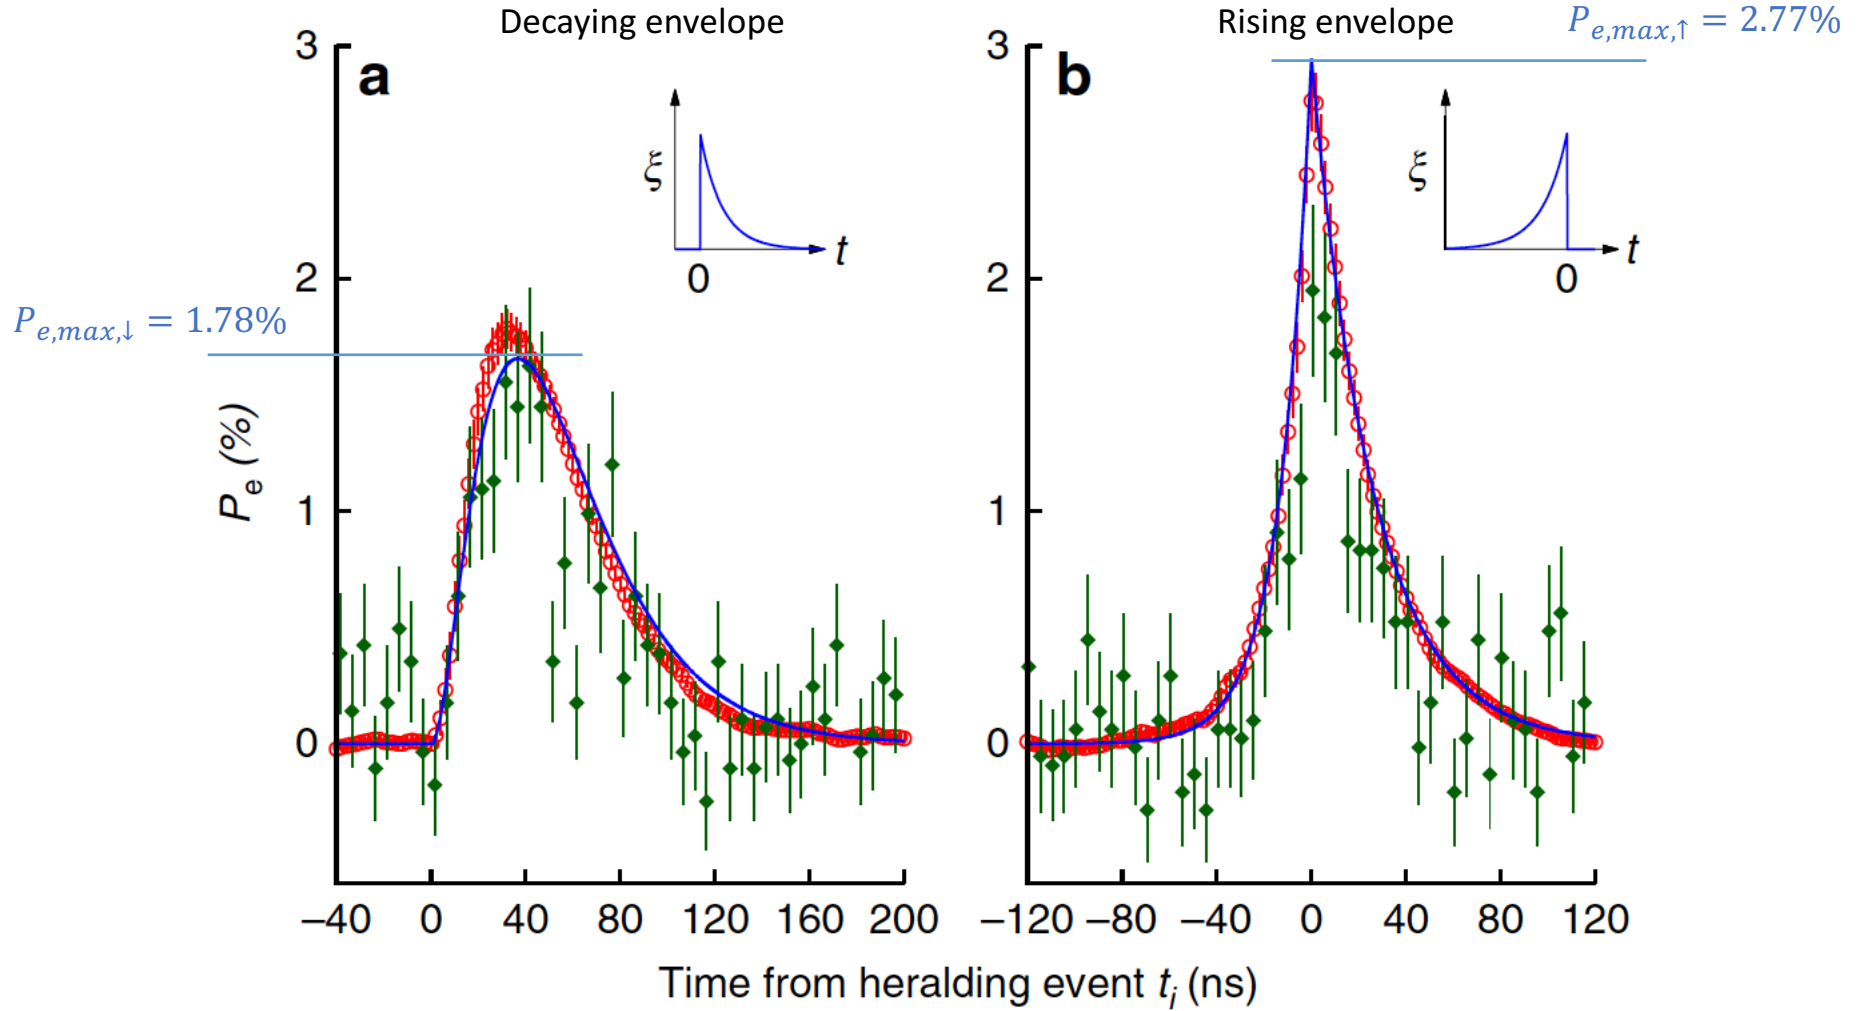 Decaying envelope
Rising envelope
P_{e,max,↑} = 2.77%
P_{e,max,↓} = 1.78%
a
b
ξ
t
0
ξ
t
0
P_e (%)
3
2
1
0
3
2
1
0
–40 0 40 80 120 160 200
–120 –80 –40 0 40 80 120
Time from heralding event t_i (ns)